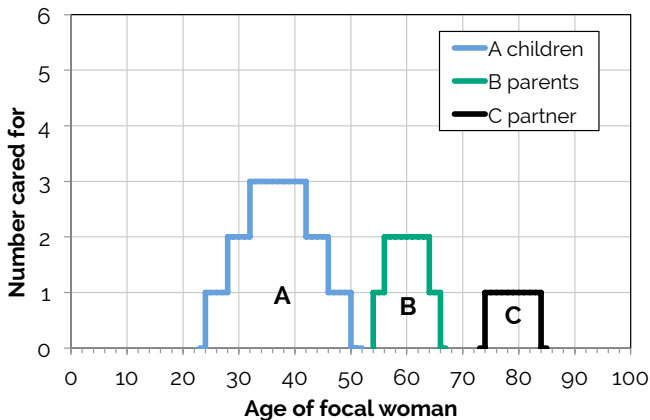 6
5
4
3
2
1
0
Number cared for
A children
B parents
C partner
A
B
C
0 10 20 30 40 50 60 70 80 90 100
Age of focal woman